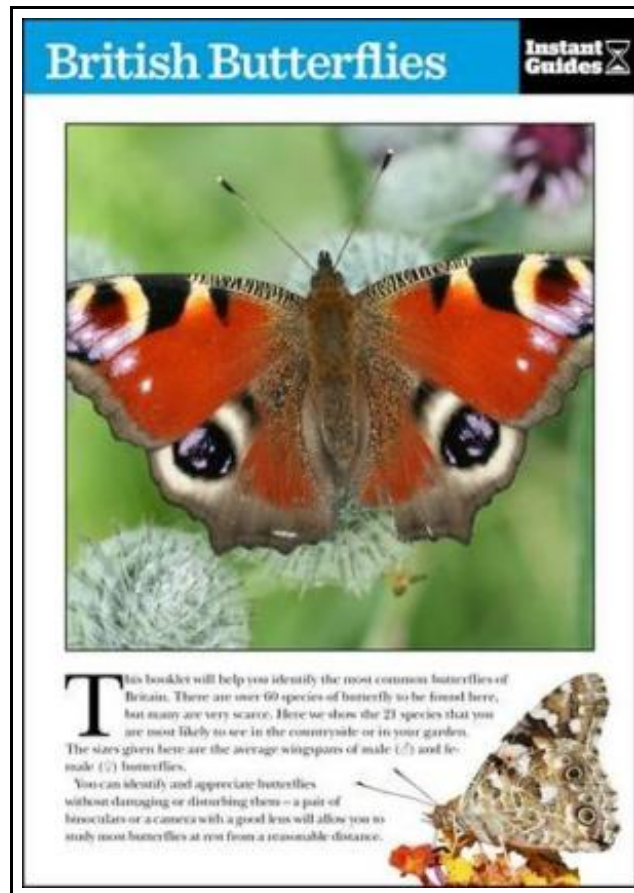 British Butterflies
Instant
Guides
This booklet will help you identify the most common butterflies of
Britain. There are over 60 species of butterfly to be found here,
but many are very scarce. Here we show the 21 species that you
are most likely to see in the countryside or in your garden.
The sizes given here are the average wingspans of male (♂) and fe-
male (♀) butterflies.
You can identify and appreciate butterflies
without damaging or disturbing them – a pair of
binoculars or a camera with a good lens will allow you to
study most butterflies at rest from a reasonable distance.